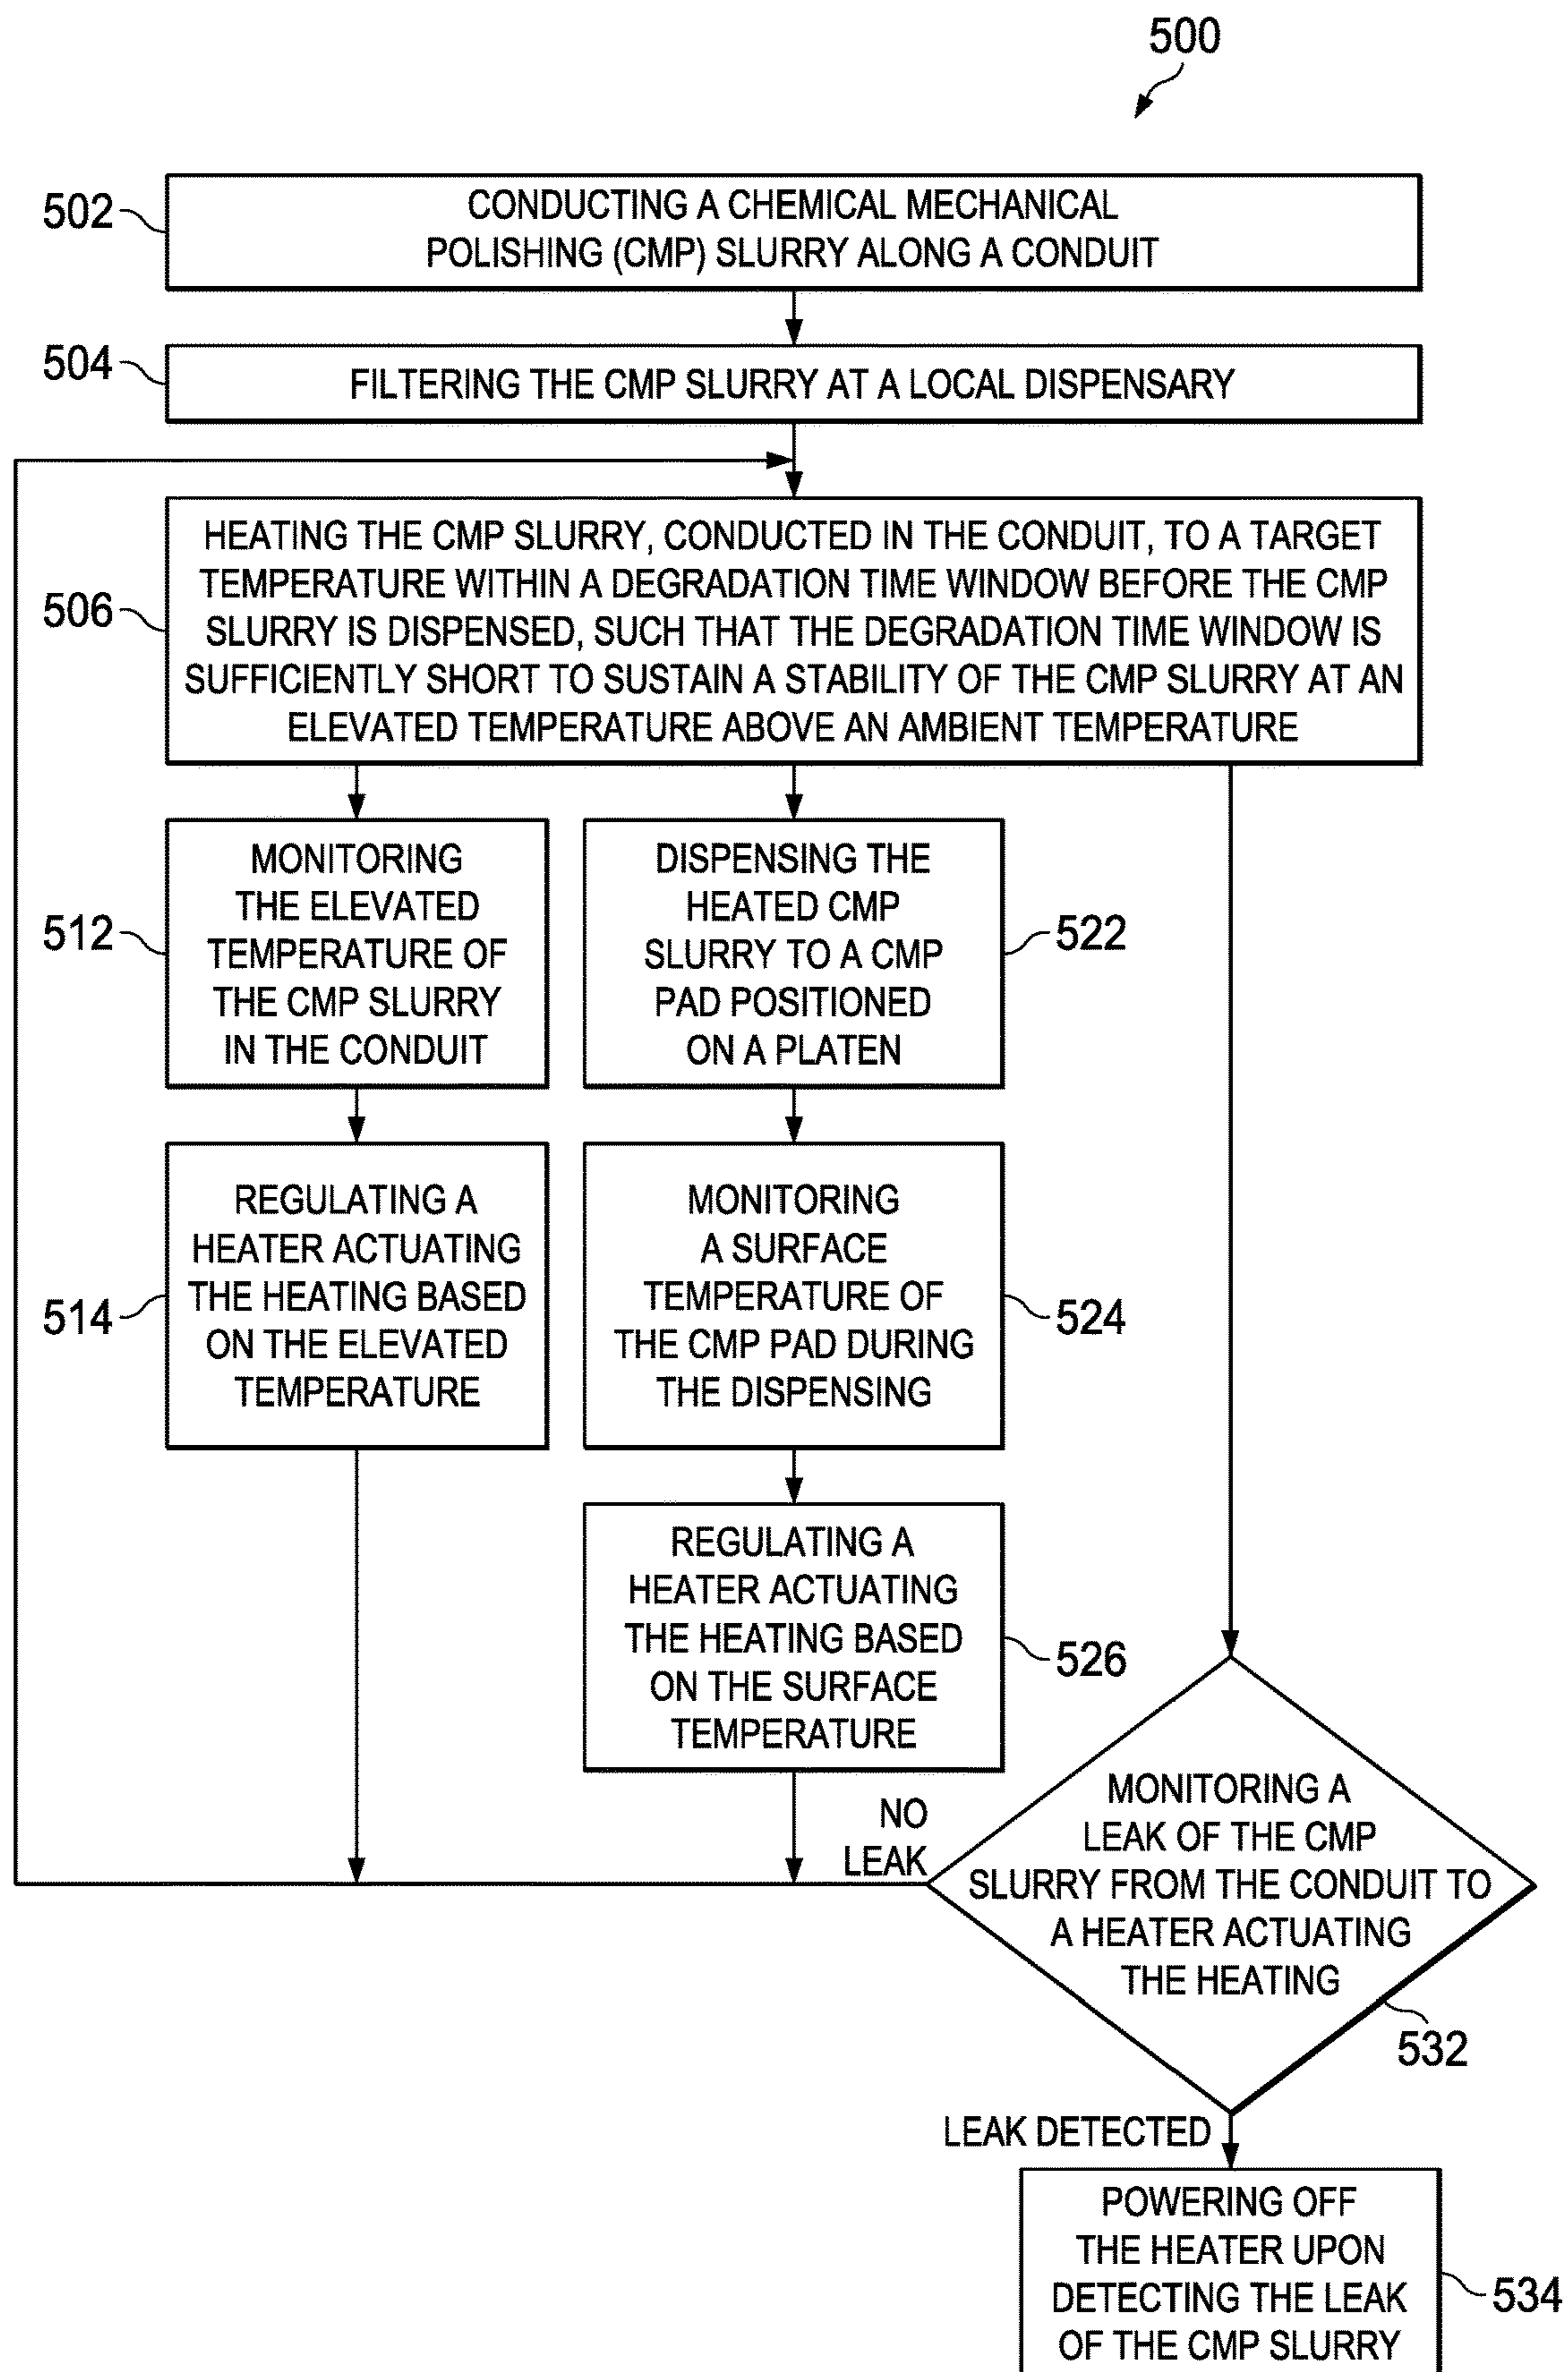 500
502
CONDUCTING A CHEMICAL MECHANICAL
POLISHING (CMP) SLURRY ALONG A CONDUIT
504
FILTERING THE CMP SLURRY AT A LOCAL DISPENSARY
506
HEATING THE CMP SLURRY, CONDUCTED IN THE CONDUIT, TO A TARGET
TEMPERATURE WITHIN A DEGRADATION TIME WINDOW BEFORE THE CMP
SLURRY IS DISPENSED, SUCH THAT THE DEGRADATION TIME WINDOW IS
SUFFICIENTLY SHORT TO SUSTAIN A STABILITY OF THE CMP SLURRY AT AN
ELEVATED TEMPERATURE ABOVE AN AMBIENT TEMPERATURE
512
MONITORING
THE ELEVATED
TEMPERATURE OF
THE CMP SLURRY
IN THE CONDUIT
514
REGULATING A
HEATER ACTUATING
THE HEATING BASED
ON THE ELEVATED
TEMPERATURE
DISPENSING THE
HEATED CMP
SLURRY TO A CMP
PAD POSITIONED
ON A PLATEN
522
MONITORING
A SURFACE
TEMPERATURE OF
THE CMP PAD DURING
THE DISPENSING
524
REGULATING A
HEATER ACTUATING
THE HEATING BASED
ON THE SURFACE
TEMPERATURE
526
NO
LEAK
MONITORING A
LEAK OF THE CMP
SLURRY FROM THE CONDUIT TO
A HEATER ACTUATING
THE HEATING
532
LEAK DETECTED
POWERING OFF
THE HEATER UPON
DETECTING THE LEAK
OF THE CMP SLURRY
534